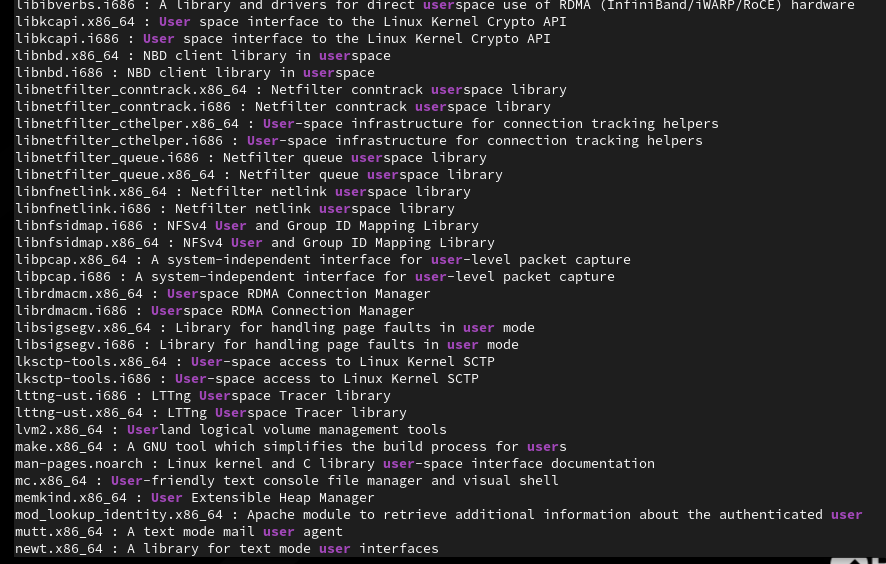 libibverbs.i686 : A library and drivers for direct userspace use of RDMA (InfiniBand/iWARP/RoCE) hardware
libkcapi.x86_64 : User space interface to the Linux Kernel Crypto API
libkcapi.i686 : User space interface to the Linux Kernel Crypto API
libnbd.x86_64 : NBD client library in userspace
libnbd.i686 : NBD client library in userspace
libnetfilter_conntrack.x86_64 : Netfilter conntrack userspace library
libnetfilter_conntrack.i686 : Netfilter conntrack userspace library
libnetfilter_cthelper.x86_64 : User-space infrastructure for connection tracking helpers
libnetfilter_cthelper.i686 : User-space infrastructure for connection tracking helpers
libnetfilter_queue.i686 : Netfilter queue userspace library
libnetfilter_queue.x86_64 : Netfilter queue userspace library
libnfnetlink.x86_64 : Netfilter netlink userspace library
libnfnetlink.i686 : Netfilter netlink userspace library
libnfsidmap.i686 : NFSv4 User and Group ID Mapping Library
libnfsidmap.x86_64 : NFSv4 User and Group ID Mapping Library
libpcap.x86_64 : A system-independent interface for user-level packet capture
libpcap.i686 : A system-independent interface for user-level packet capture
librdmacm.x86_64 : Userspace RDMA Connection Manager
librdmacm.i686 : Userspace RDMA Connection Manager
libsigsegv.x86_64 : Library for handling page faults in user mode
libsigsegv.i686 : Library for handling page faults in user mode
lksctp-tools.x86_64 : User-space access to Linux Kernel SCTP
lksctp-tools.i686 : User-space access to Linux Kernel SCTP
lttng-ust.i686 : LTTng Userspace Tracer library
lttng-ust.x86_64 : LTTng Userspace Tracer library
lvm2.x86_64 : Userland logical volume management tools
make.x86_64 : A GNU tool which simplifies the build process for users
man-pages.noarch : Linux kernel and C library user-space interface documentation
mc.x86_64 : User-friendly text console file manager and visual shell
memkind.x86_64 : User Extensible Heap Manager
mod_lookup_identity.x86_64 : Apache module to retrieve additional information about the authenticated user
mutt.x86_64 : A text mode mail user agent
newt.x86_64 : A library for text mode user interfaces